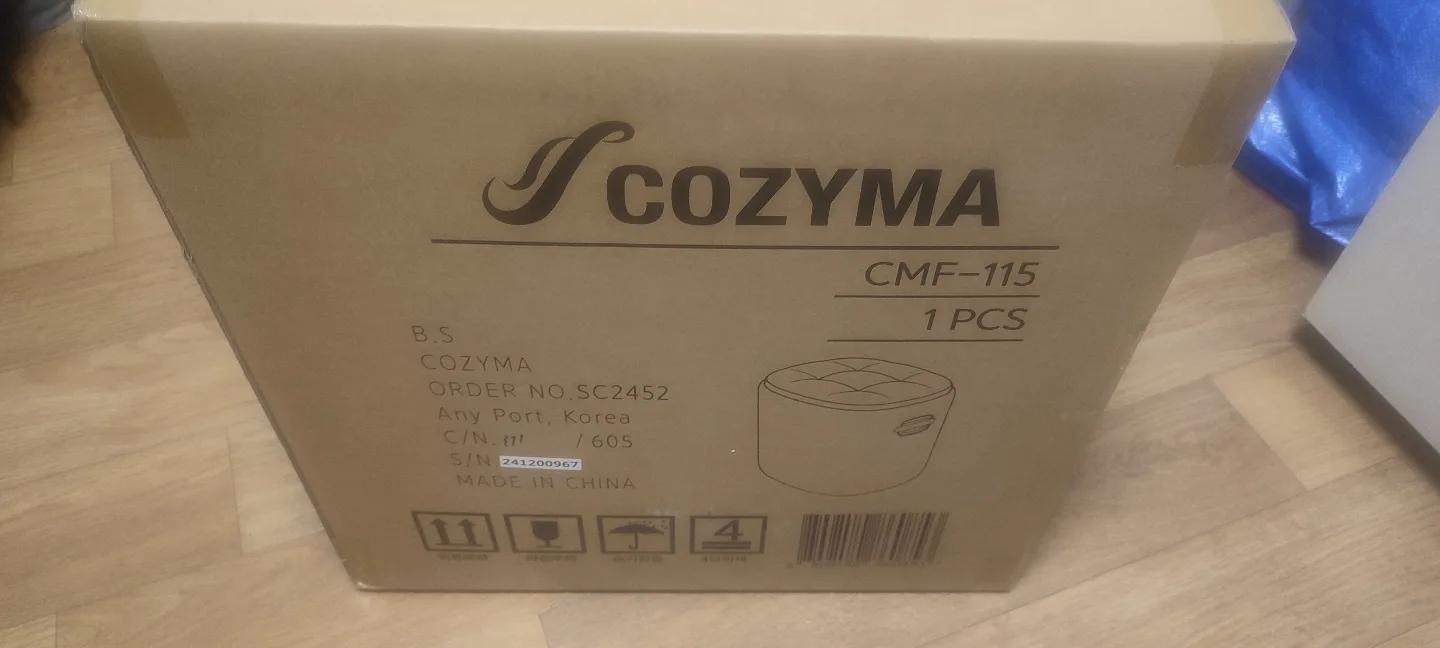 COZYMA
CMF-115
1 PCS
B.S
COZYMA
ORDER NO.SC2452
Any Port, Korea
C/N. /605
S/N.241200967
MADE IN CHINA
4